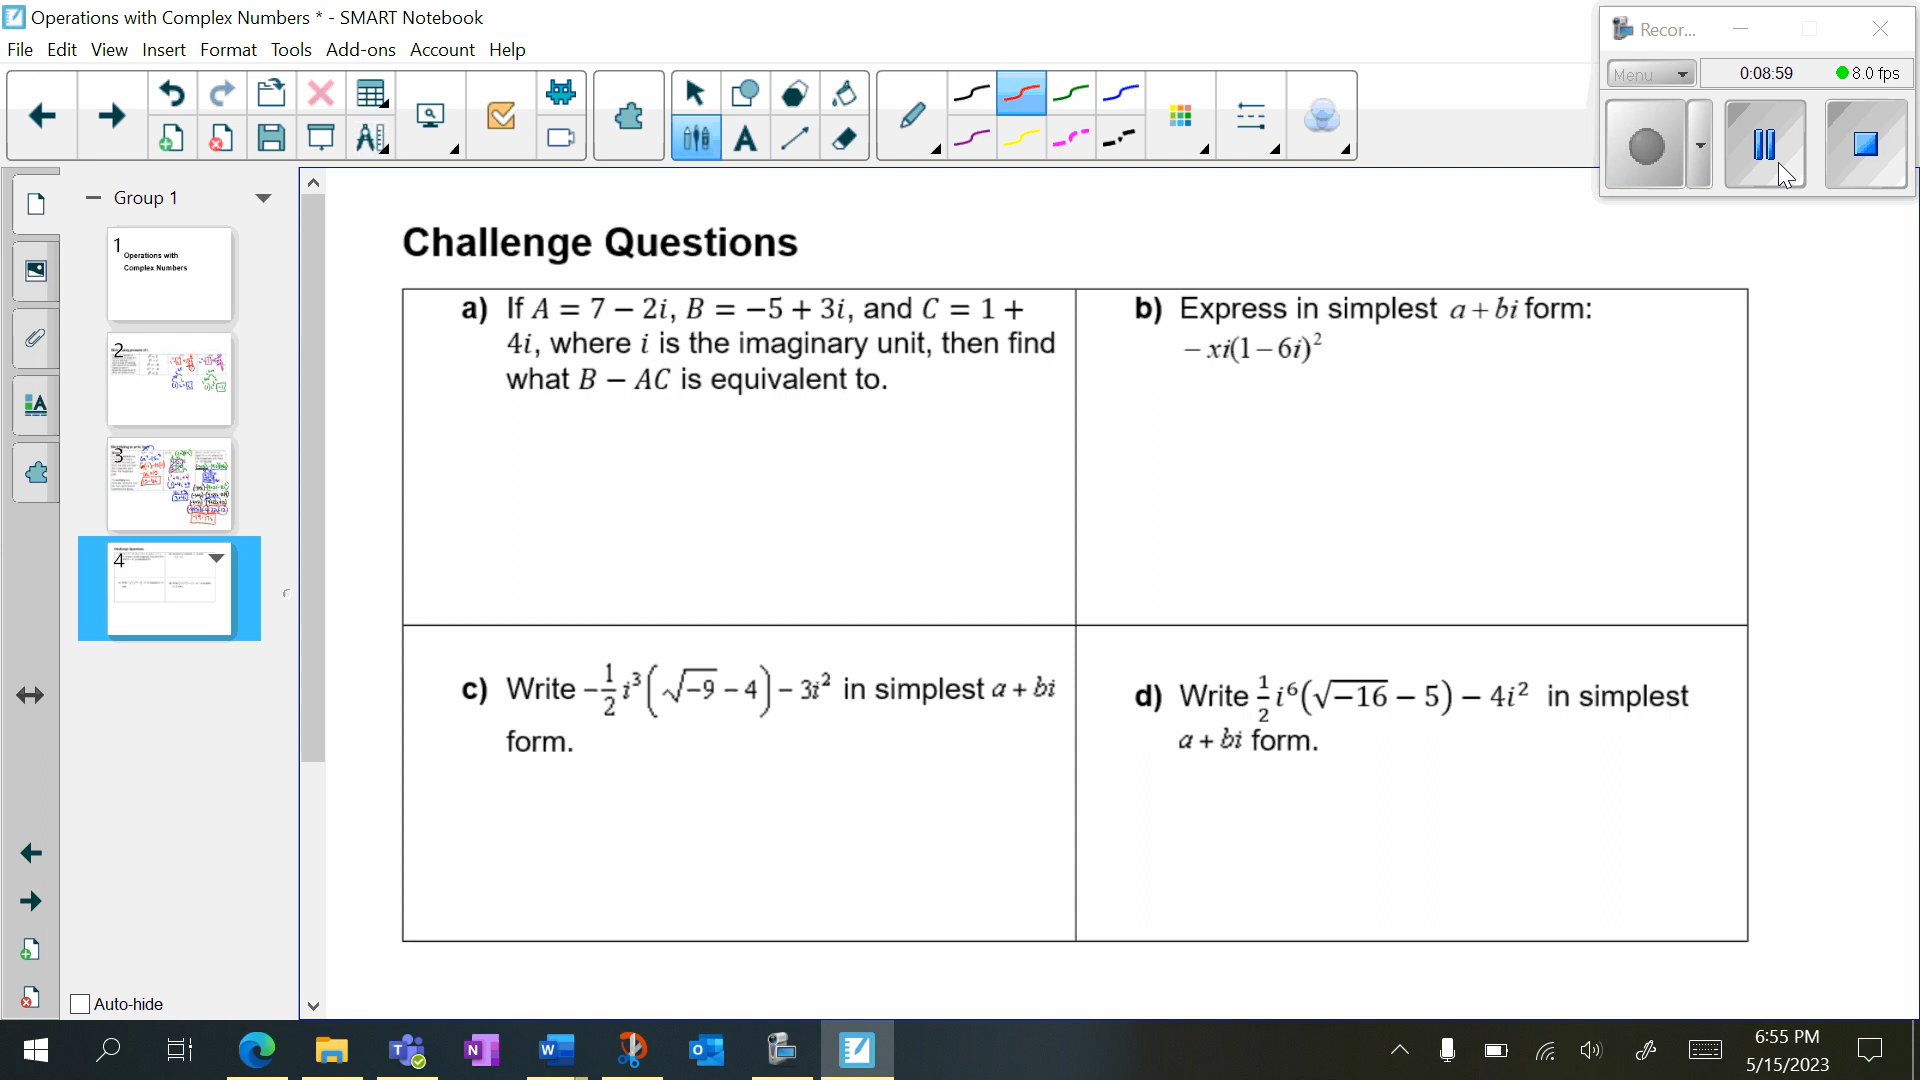 Operations with Complex Numbers * - SMART Notebook
File Edit View Insert Format Tools Add-ons Account Help
Recor...
Menu
0:08:59
8.0 fps
Group 1
1
Operations with
Complex Numbers
2
3
4
Auto-hide
Challenge Questions
a) If A = 7 − 2i, B = −5 + 3i, and C = 1 +
4i, where i is the imaginary unit, then find
what B − AC is equivalent to.
b) Express in simplest a + bi form:
− xi(1 − 6i)²
c) Write −½i³(√−9 − 4) − 3i² in simplest a + bi
form.
d) Write ½i⁶(√−16 − 5) − 4i² in simplest
a + bi form.
6:55 PM
5/15/2023